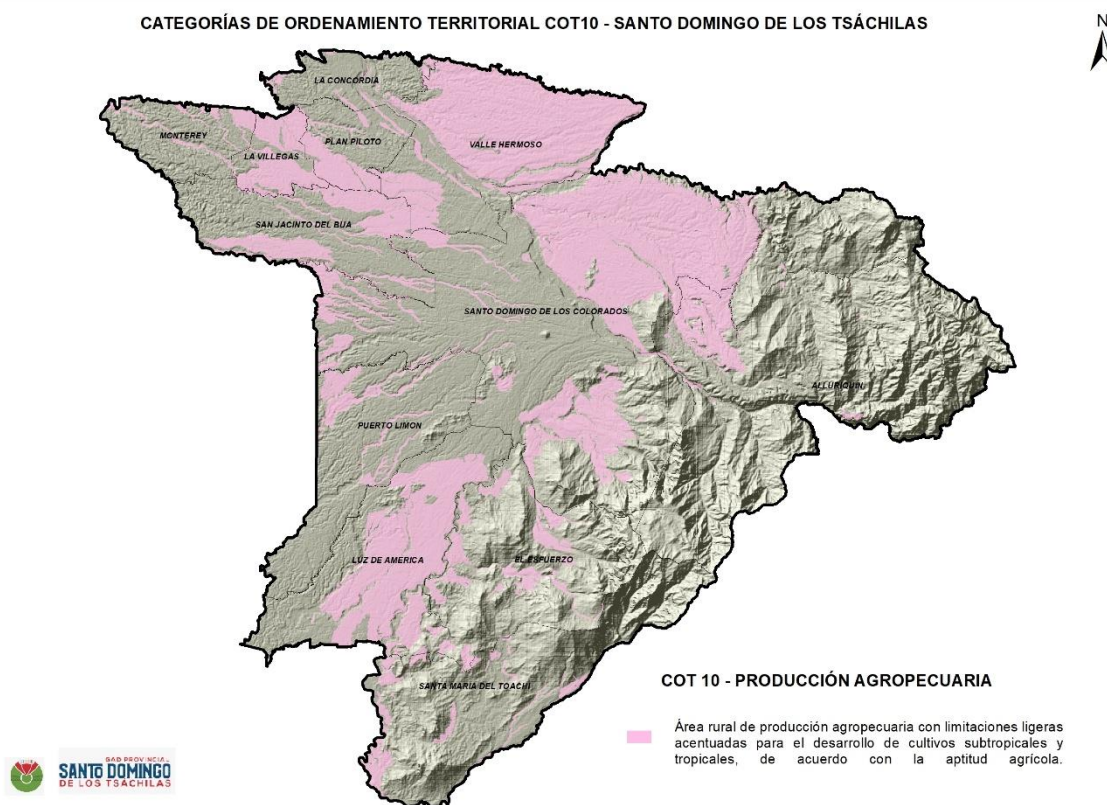 CATEGORÍAS DE ORDENAMIENTO TERRITORIAL COT10 - SANTO DOMINGO DE LOS TSÁCHILAS
N
LA CONCORDIA
MONTEREY
PLAN PILOTO
VALLE HERMOSO
LA VILLEGAS
SAN JACINTO DEL BUA
SANTO DOMINGO DE LOS COLORADOS
ALLURIQUIN
PUERTO LIMON
LUZ DE AMERICA
EL ESFUERZO
SANTA MARIA DEL TOACHI
COT 10 - PRODUCCIÓN AGROPECUARIA
Área rural de producción agropecuaria con limitaciones ligeras
acentuadas para el desarrollo de cultivos subtropicales y
tropicales, de acuerdo con la aptitud agrícola.
GAD PROVINCIAL
SANTO DOMINGO
DE LOS TSÁCHILAS